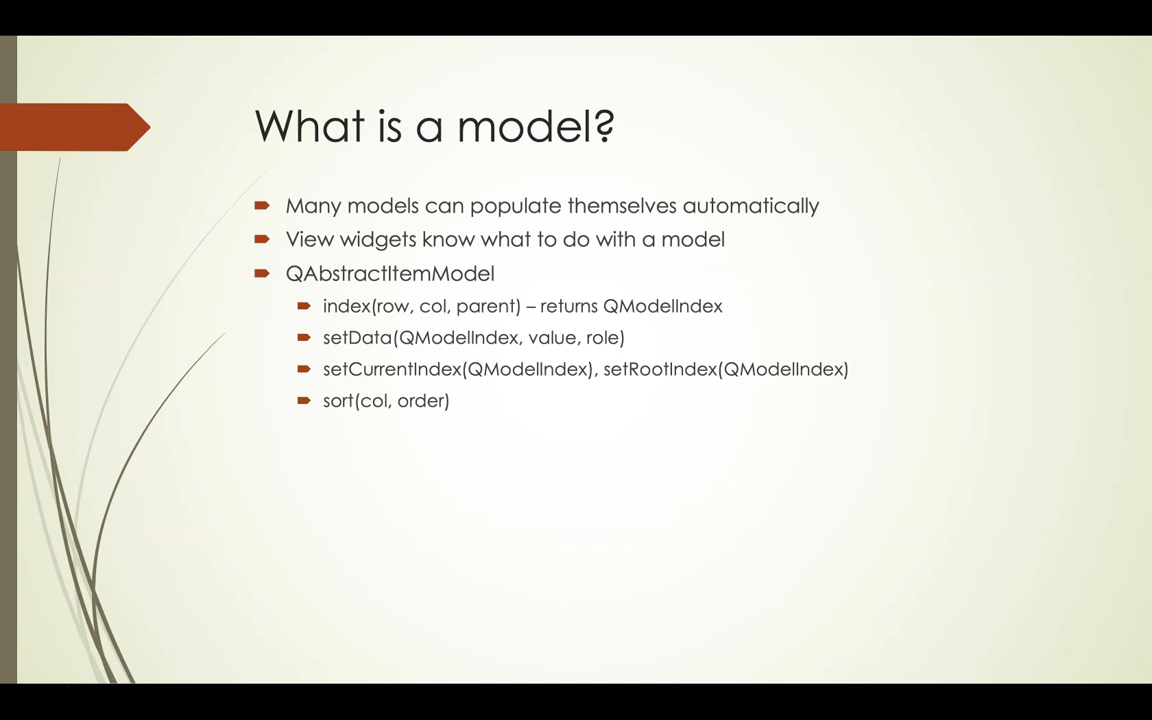 What is a model?
Many models can populate themselves automatically
View widgets know what to do with a model
QAbstractItemModel
index(row, col, parent) – returns QModelIndex
setData(QModelIndex, value, role)
setCurrentIndex(QModelIndex), setRootIndex(QModelIndex)
sort(col, order)